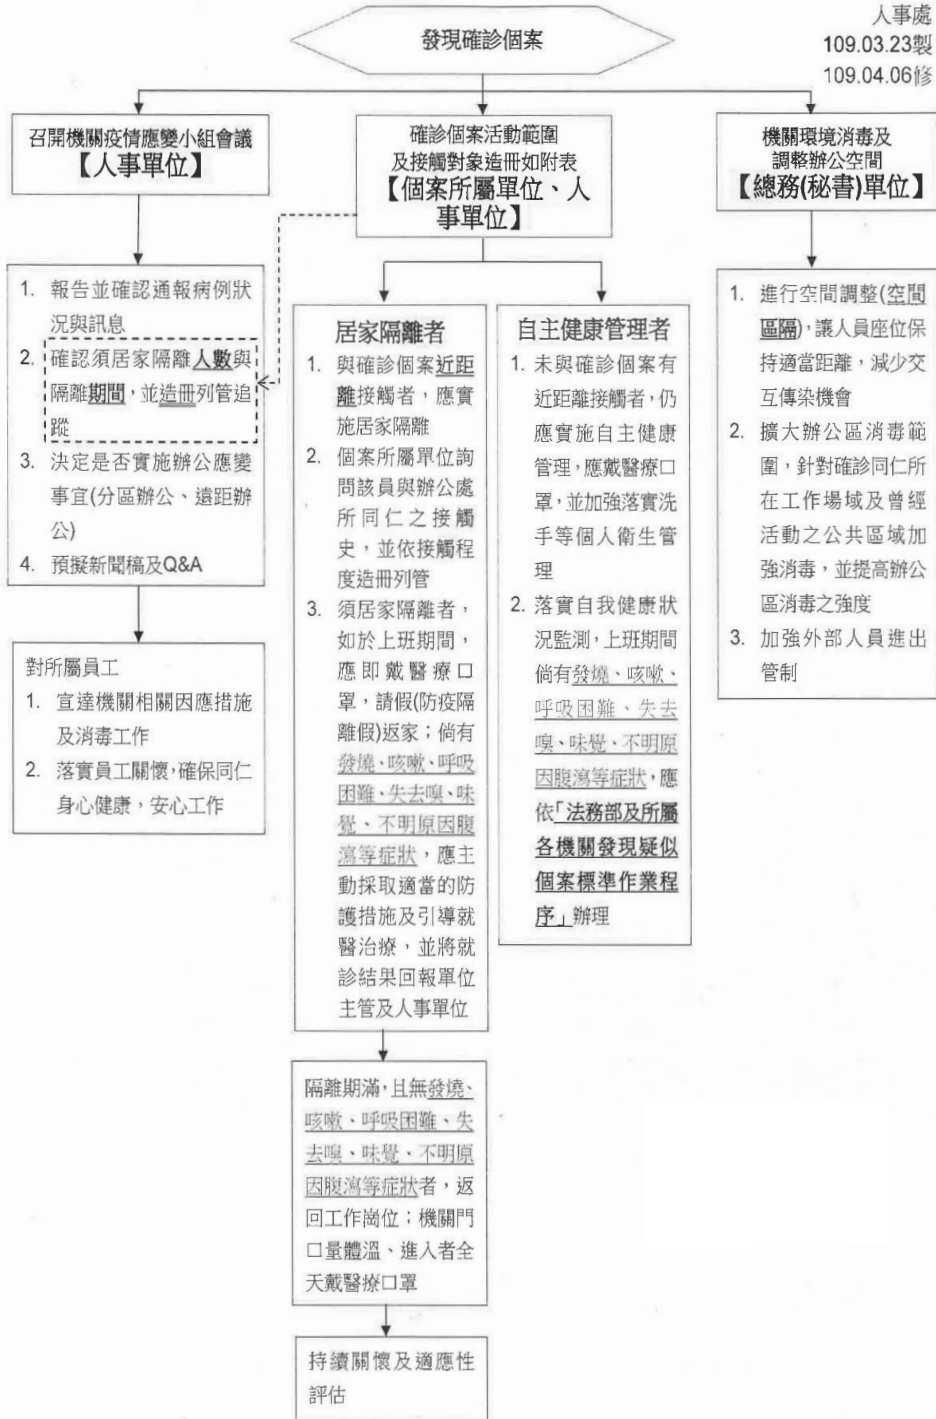 人事處
109.03.23製
109.04.06修
發現確診個案
召開機關疫情應變小組會議
【人事單位】
1. 報告並確認通報病例狀
況與訊息
2. 確認須居家隔離人數與
隔離期間，並造冊列管追
蹤
3. 決定是否實施辦公應變
事宜(分區辦公、遠距辦
公)
4. 預擬新聞稿及Q&A
對所屬員工
1. 宣達機關相關因應措施
及消毒工作
2. 落實員工關懷，確保同仁
身心健康，安心工作
確診個案活動範圍
及接觸對象造冊如附表
【個案所屬單位、人
事單位】
居家隔離者
1. 與確診個案近距
離接觸者，應實
施居家隔離
2. 個案所屬單位詢
問該員與辦公處
所同仁之接觸
史，並依接觸程
度造冊列管
3. 須居家隔離者，
如於上班期間，
應即戴醫療口
罩，請假(防疫隔
離假)返家；倘有
發燒、咳嗽、呼吸
困難、失去嗅、味
覺、不明原因腹
瀉等症狀，應主
動採取適當的防
護措施及引導就
醫治療，並將就
診結果回報單位
主管及人事單位
隔離期滿，且無發燒、
咳嗽、呼吸困難、失
去嗅、味覺、不明原
因腹瀉等症狀者，返
回工作崗位；機關門
口量體溫、進入者全
天戴醫療口罩
持續關懷及適應性
評估
自主健康管理者
1. 未與確診個案有
近距離接觸者，仍
應實施自主健康
管理，應戴醫療口
罩，並加強落實洗
手等個人衛生管
理
2. 落實自我健康狀
況監測，上班期間
倘有發燒、咳嗽、
呼吸困難、失去
嗅、味覺、不明原
因腹瀉等症狀，應
依「法務部及所屬
各機關發現疑似
個案標準作業程
序」辦理
機關環境消毒及
調整辦公空間
【總務(秘書)單位】
1. 進行空間調整(空間
區隔)，讓人員座位保
持適當距離，減少交
互傳染機會
2. 擴大辦公區消毒範
圍，針對確診同仁所
在工作場域及曾經
活動之公共區域加
強消毒，並提高辦公
區消毒之強度
3. 加強外部人員進出
管制